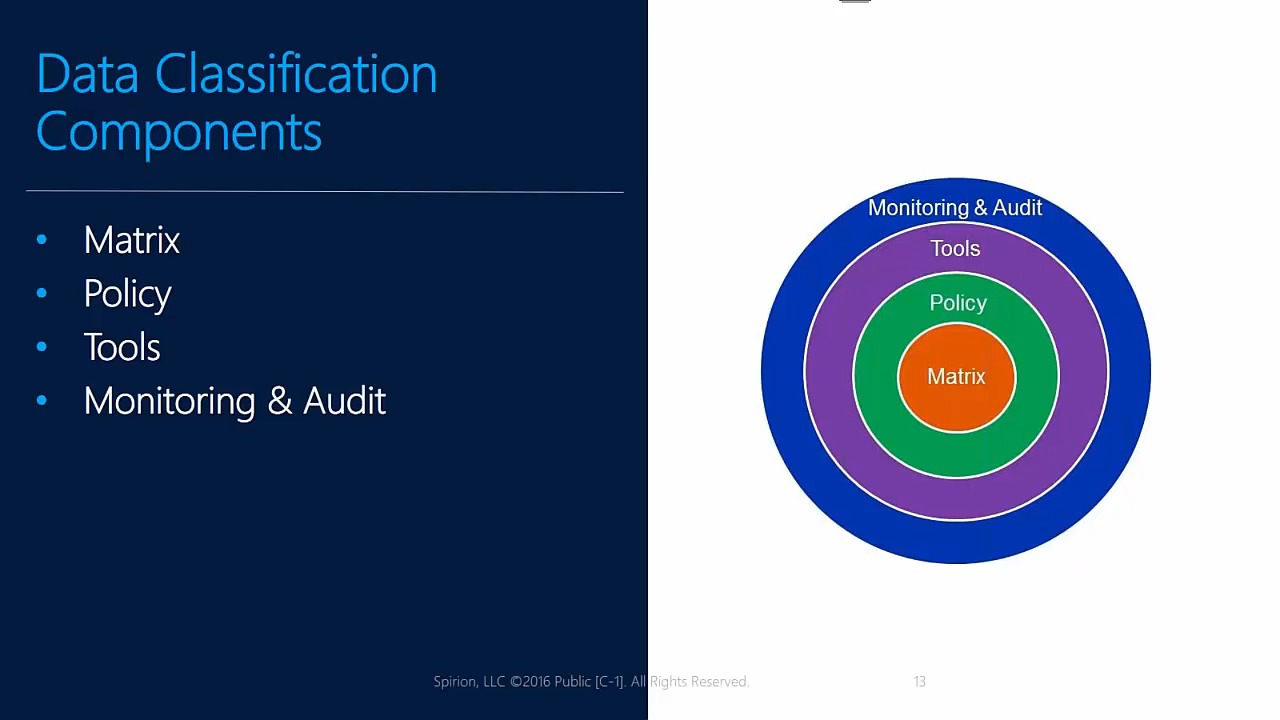 Data Classification
Components
• Matrix
• Policy
• Tools
• Monitoring & Audit
Monitoring & Audit
Tools
Policy
Matrix
Spirion, LLC ©2016 Public [C-1]. All Rights Reserved.
13